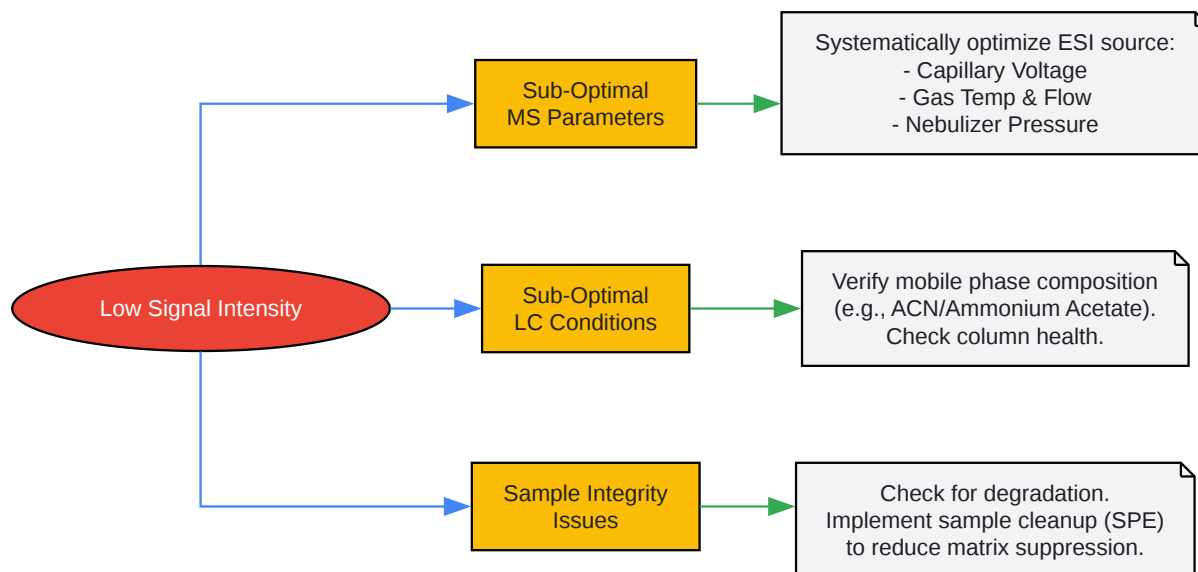 Systematically optimize ESI source:
- Capillary Voltage
- Gas Temp & Flow
- Nebulizer Pressure
Sub-Optimal
MS Parameters
Low Signal Intensity
Sub-Optimal
LC Conditions
Verify mobile phase composition
(e.g., ACN/Ammonium Acetate).
Check column health.
Sample Integrity
Issues
Check for degradation.
Implement sample cleanup (SPE)
to reduce matrix suppression.